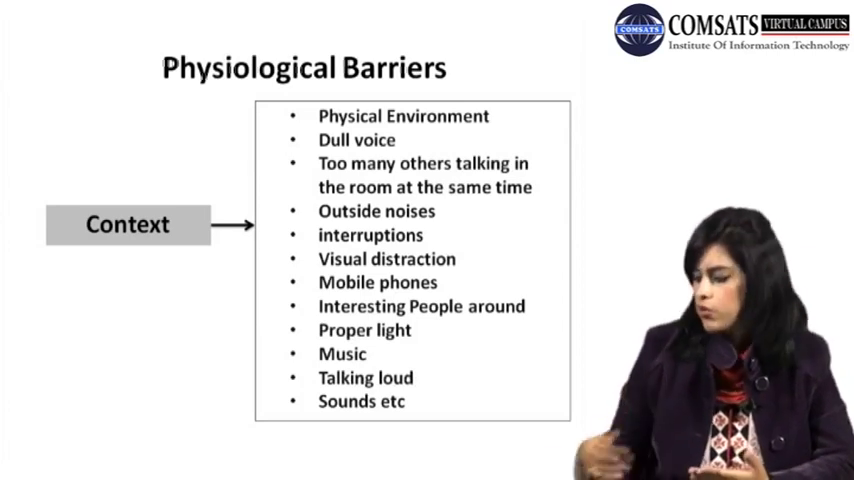 COMSATS VIRTUAL CAMPUS
COMSATS
Institute Of Information Technology
Physiological Barriers
Context
• Physical Environment
• Dull voice
• Too many others talking in
the room at the same time
• Outside noises
• interruptions
• Visual distraction
• Mobile phones
• Interesting People around
• Proper light
• Music
• Talking loud
• Sounds etc